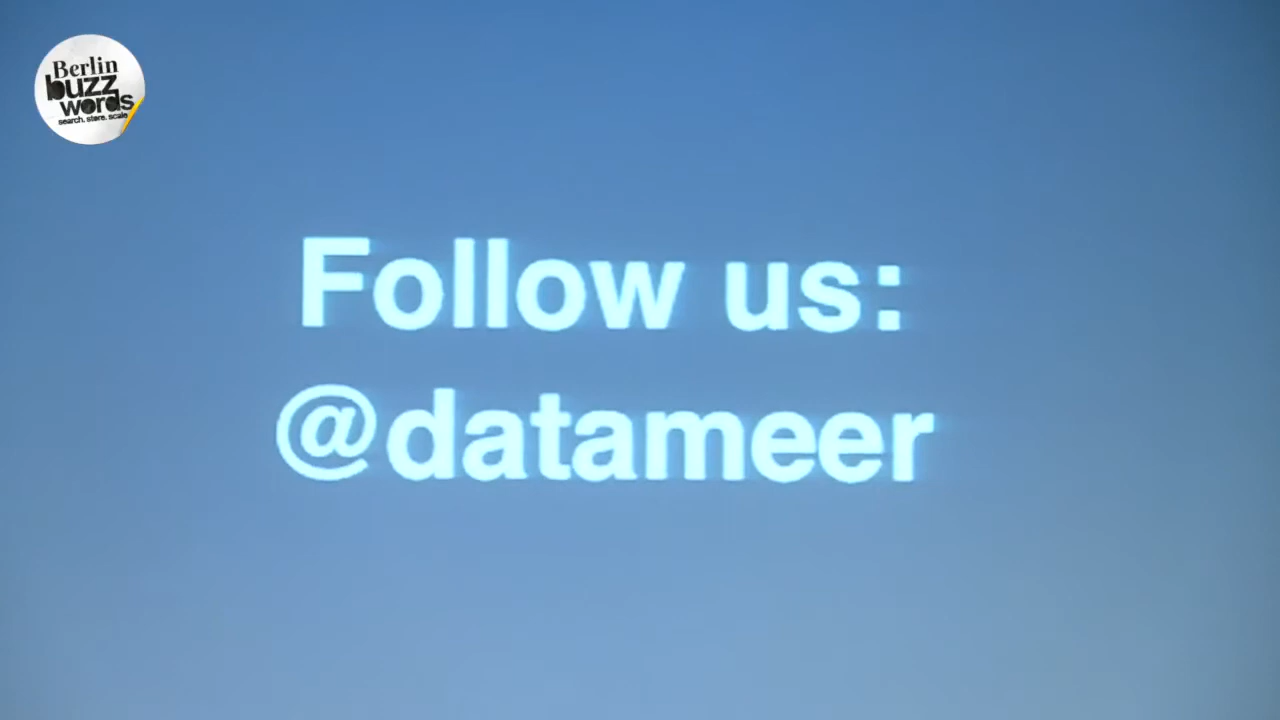 Berlin
buzz
words
search. store. scale
Follow us:
@datameer